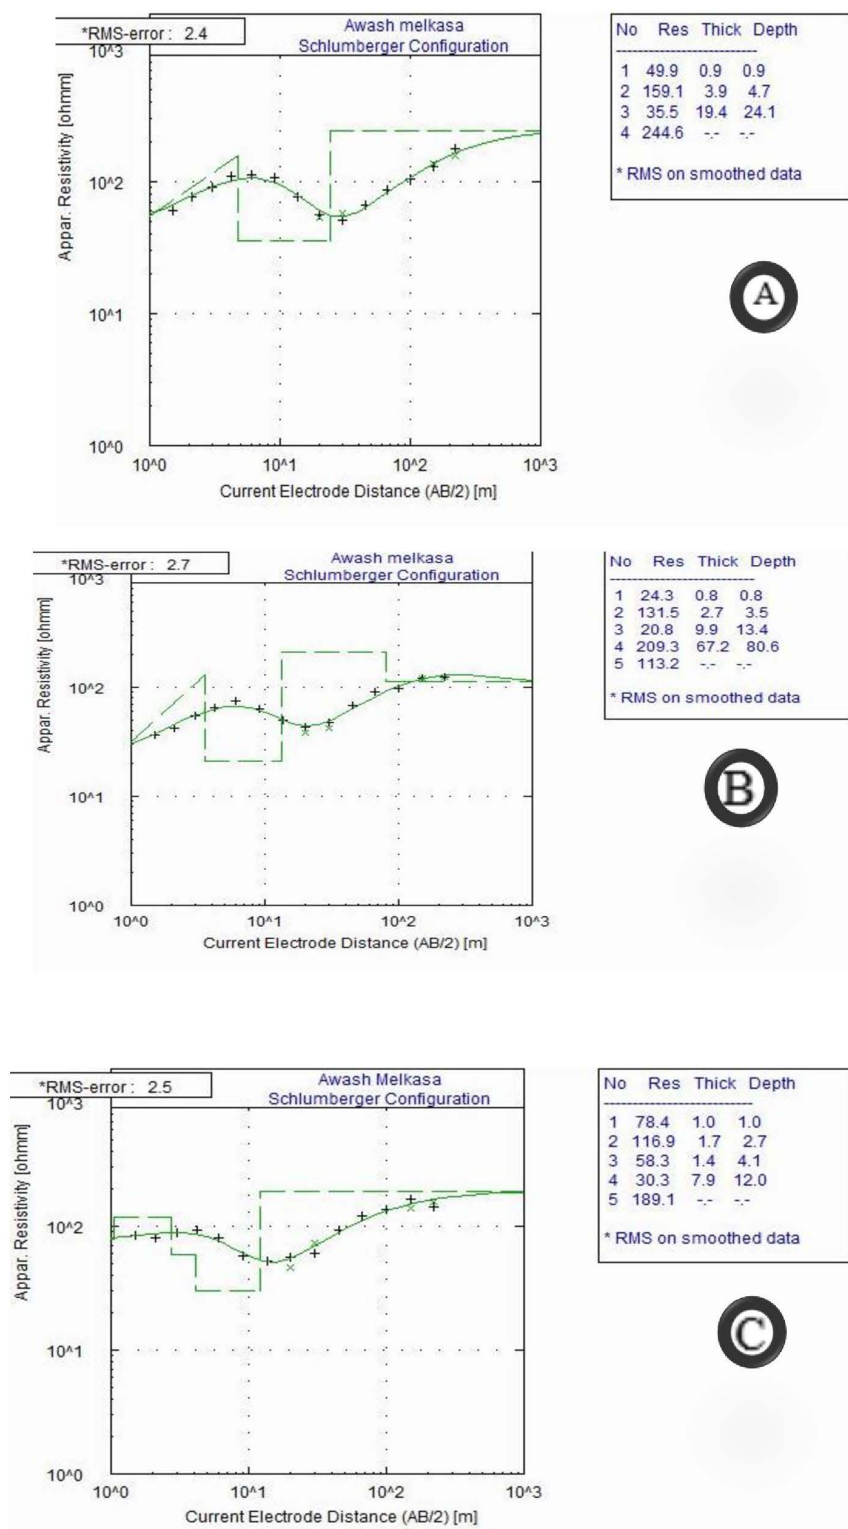 *RMS-error : 2.4
Awash melkasa
Schlumberger Configuration
10^3
10^2
10^1
10^0
Appar. Resistivity [ohmm]
10^0 10^1 10^2 10^3
Current Electrode Distance (AB/2) [m]
No Res Thick Depth
1 49.9 0.9 0.9
2 159.1 3.9 4.7
3 35.5 19.4 24.1
4 244.6 -.- -.-
* RMS on smoothed data
A
*RMS-error : 2.7
Awash melkasa
Schlumberger Configuration
10^3
10^2
10^1
10^0
Appar. Resistivity [ohmm]
10^0 10^1 10^2 10^3
Current Electrode Distance (AB/2) [m]
No Res Thick Depth
1 24.3 0.8 0.8
2 131.5 2.7 3.5
3 20.8 9.9 13.4
4 209.3 67.2 80.6
5 113.2 -.- -.-
* RMS on smoothed data
B
*RMS-error : 2.5
Awash Melkasa
Schlumberger Configuration
10^3
10^2
10^1
10^0
Appar. Resistivity [ohmm]
10^0 10^1 10^2 10^3
Current Electrode Distance (AB/2) [m]
No Res Thick Depth
1 78.4 1.0 1.0
2 116.9 1.7 2.7
3 58.3 1.4 4.1
4 30.3 7.9 12.0
5 189.1 -.- -.-
* RMS on smoothed data
C